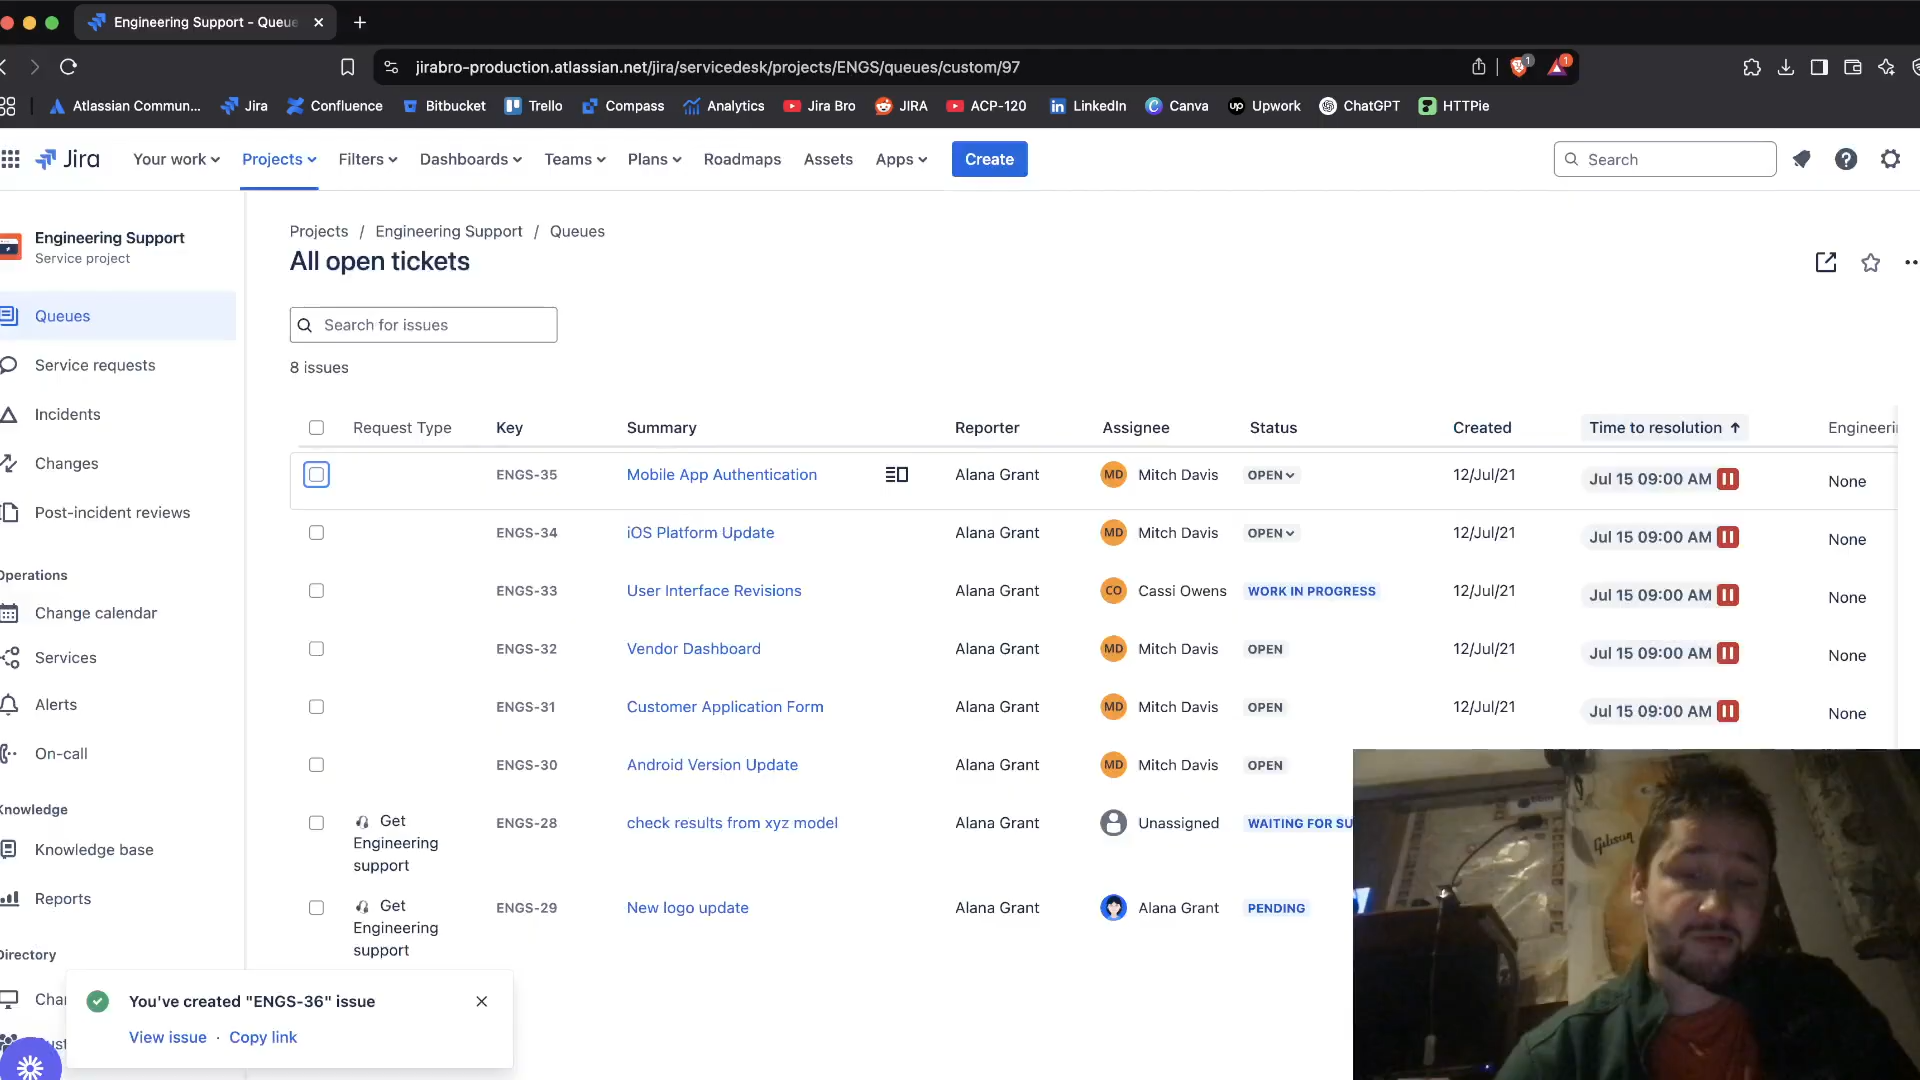 Engineering Support - Queue
jirabro-production.atlassian.net/jira/servicedesk/projects/ENGS/queues/custom/97
1
1
Atlassian Commun... Jira Confluence Bitbucket Trello Compass Analytics Jira Bro JIRA ACP-120 LinkedIn Canva Upwork ChatGPT HTTPie
Jira Your work Projects Filters Dashboards Teams Plans Roadmaps Assets Apps Create Search
Engineering Support
Service project
Queues
Service requests
Incidents
Changes
Post-incident reviews
Operations
Change calendar
Services
Alerts
On-call
Knowledge
Knowledge base
Reports
Directory
Projects / Engineering Support / Queues
All open tickets
Search for issues
8 issues
Request Type Key Summary Reporter Assignee Status Created Time to resolution ↑ Engineeri
ENGS-35 Mobile App Authentication Alana Grant MD Mitch Davis OPEN 12/Jul/21 Jul 15 09:00 AM None
ENGS-34 iOS Platform Update Alana Grant MD Mitch Davis OPEN 12/Jul/21 Jul 15 09:00 AM None
ENGS-33 User Interface Revisions Alana Grant CO Cassi Owens WORK IN PROGRESS 12/Jul/21 Jul 15 09:00 AM None
ENGS-32 Vendor Dashboard Alana Grant MD Mitch Davis OPEN 12/Jul/21 Jul 15 09:00 AM None
ENGS-31 Customer Application Form Alana Grant MD Mitch Davis OPEN 12/Jul/21 Jul 15 09:00 AM None
ENGS-30 Android Version Update Alana Grant MD Mitch Davis OPEN
Get Engineering support ENGS-28 check results from xyz model Alana Grant Unassigned WAITING FOR SU
Get Engineering support ENGS-29 New logo update Alana Grant Alana Grant PENDING
You've created "ENGS-36" issue
View issue · Copy link
Gibson